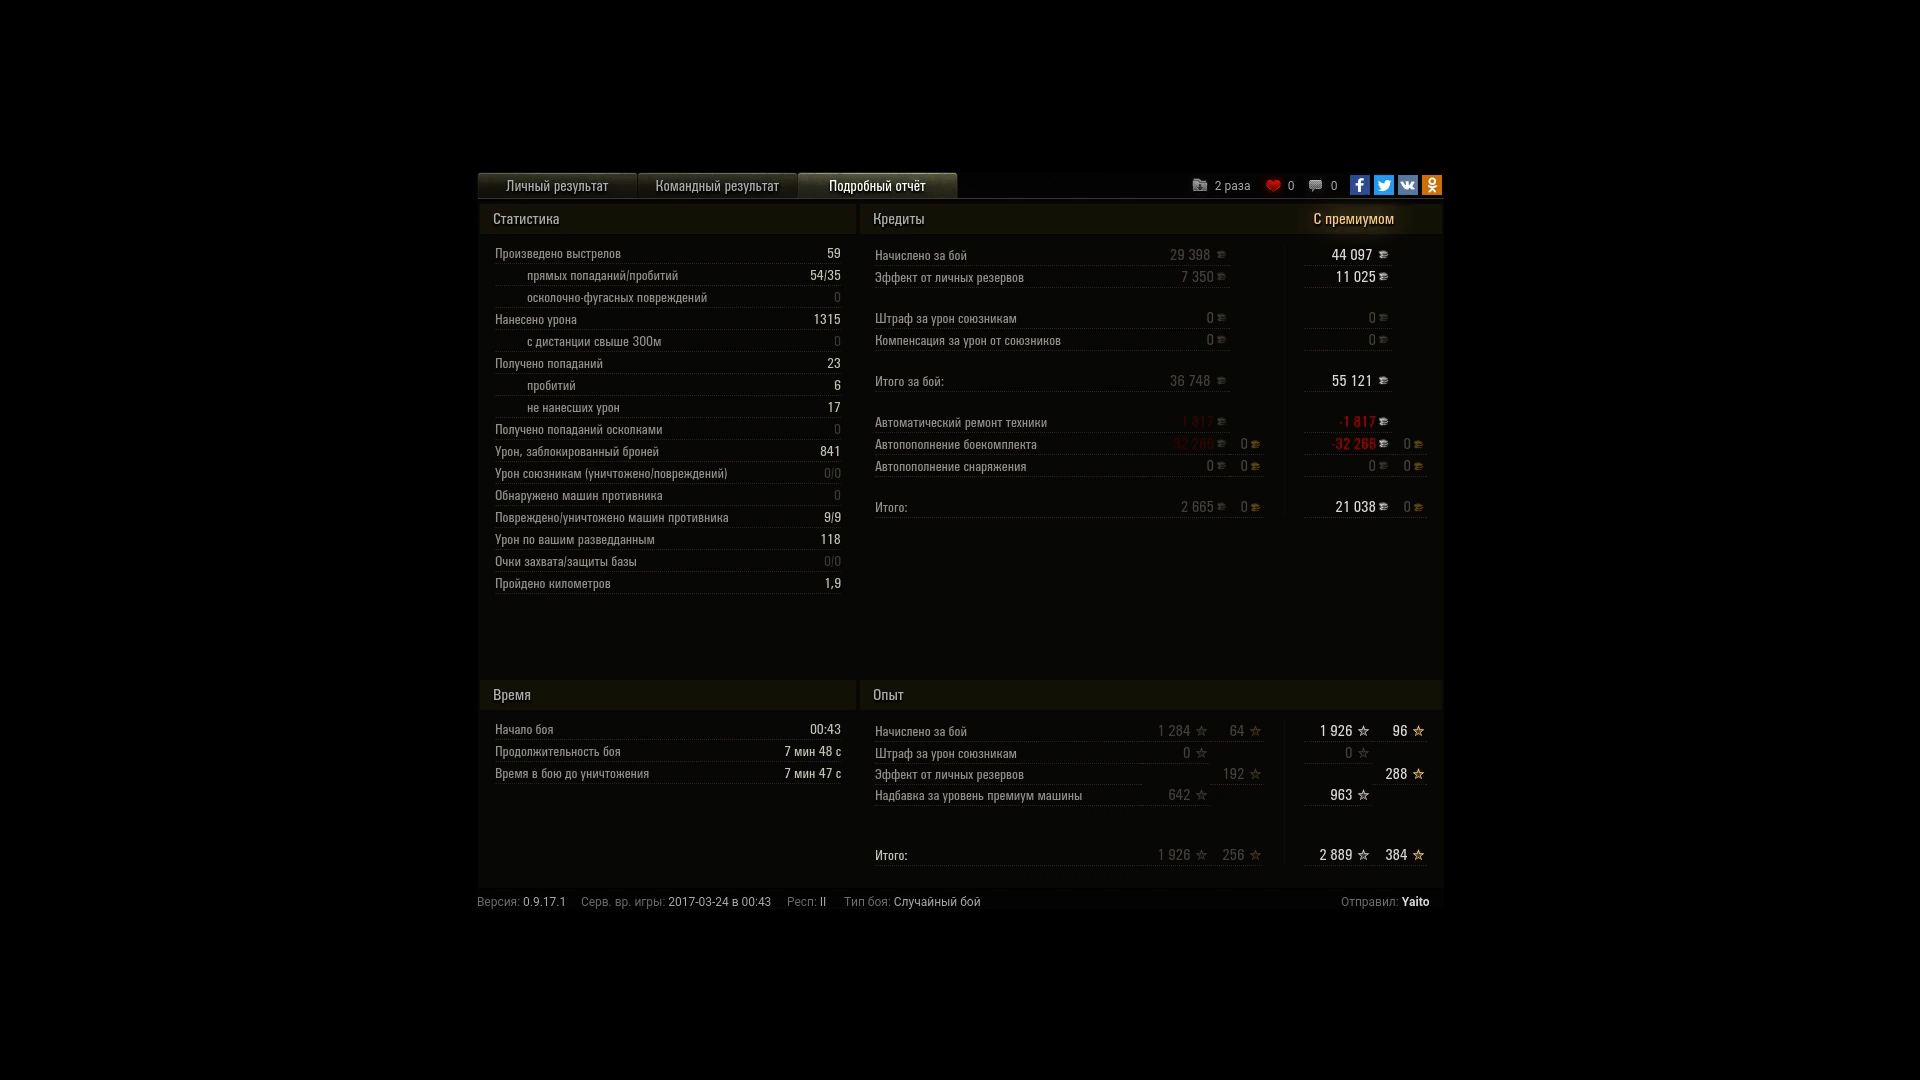 Личный результат Командный результат Подробный отчёт 2 раза 0 0
Статистика
Произведено выстрелов 59
прямых попаданий/пробитий 54/35
осколочно-фугасных повреждений 0
Нанесено урона 1315
с дистанции свыше 300м 0
Получено попаданий 23
пробитий 6
не нанесших урон 17
Получено попаданий осколками 0
Урон, заблокированный броней 841
Урон союзникам (уничтожено/повреждений) 0/0
Обнаружено машин противника 0
Повреждено/уничтожено машин противника 9/9
Урон по вашим разведданным 118
Очки захвата/защиты базы 0/0
Пройдено километров 1,9
Кредиты С премиумом
Начислено за бой 29 398 44 097
Эффект от личных резервов 7 350 11 025
Штраф за урон союзникам 0 0
Компенсация за урон от союзников 0 0
Итого за бой: 36 748 55 121
Автоматический ремонт техники -1 817 -1 817
Автопополнение боекомплекта -32 266 0 -32 266 0
Автопополнение снаряжения 0 0 0 0
Итого: 2 665 0 21 038 0
Время
Начало боя 00:43
Продолжительность боя 7 мин 48 с
Время в бою до уничтожения 7 мин 47 с
Опыт
Начислено за бой 1 284 64 1 926 96
Штраф за урон союзникам 0 0
Эффект от личных резервов 192 288
Надбавка за уровень премиум машины 642 963
Итого: 1 926 256 2 889 384
Версия: 0.9.17.1 Серв. вр. игры: 2017-03-24 в 00:43 Респ: II Тип боя: Случайный бой Отправил: Yaito